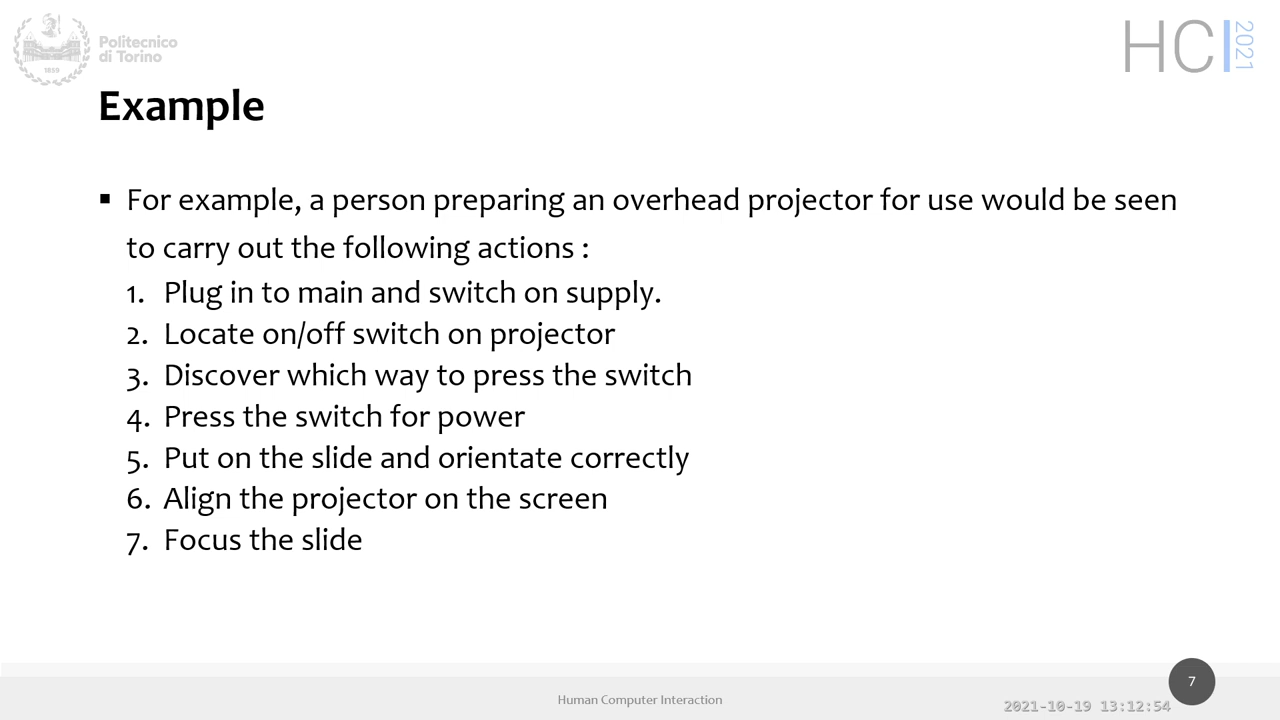 Politecnico
di Torino
1859
HCI 2021
Example
▪ For example, a person preparing an overhead projector for use would be seen
to carry out the following actions :
1. Plug in to main and switch on supply.
2. Locate on/off switch on projector
3. Discover which way to press the switch
4. Press the switch for power
5. Put on the slide and orientate correctly
6. Align the projector on the screen
7. Focus the slide
Human Computer Interaction
7
2021-10-19 13:12:54